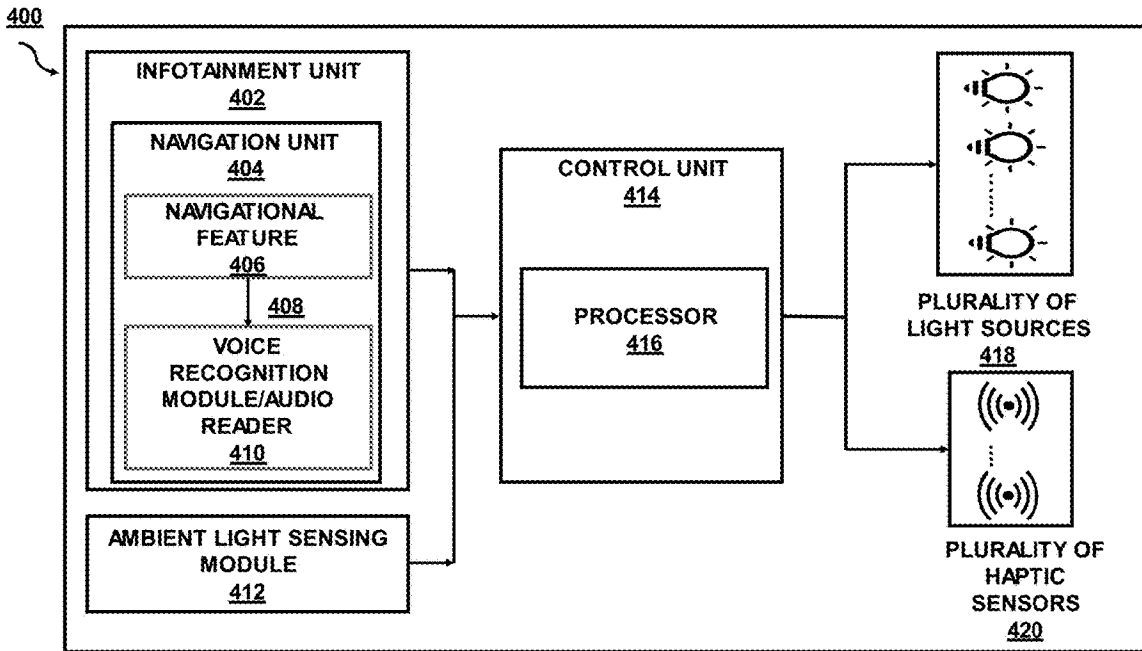 400
INFOTAINMENT UNIT
402
NAVIGATION UNIT
404
NAVIGATIONAL
FEATURE
406
408
VOICE
RECOGNITION
MODULE/AUDIO
READER
410
AMBIENT LIGHT SENSING
MODULE
412
CONTROL UNIT
414
PROCESSOR
416
PLURALITY OF
LIGHT SOURCES
418
PLURALITY OF
HAPTIC
SENSORS
420